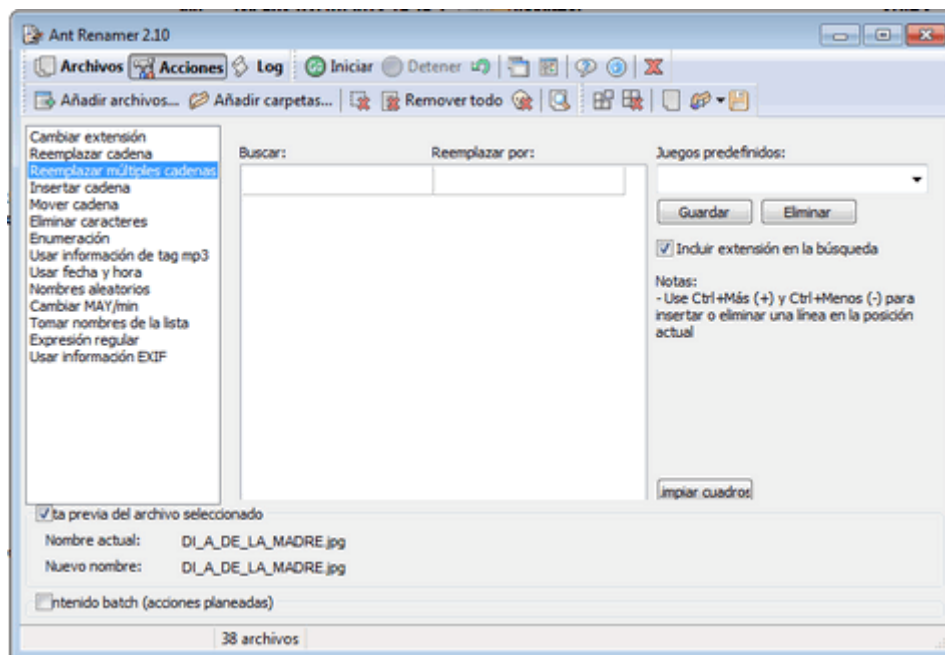 Ant Renamer 2.10
Archivos Acciones Log Iniciar Detener
Añadir archivos... Añadir carpetas... Remover todo
Cambiar extensión
Reemplazar cadena
Reemplazar múltiples cadenas
Insertar cadena
Mover cadena
Eliminar caracteres
Enumeración
Usar información de tag mp3
Usar fecha y hora
Nombres aleatorios
Cambiar MAY/min
Tomar nombres de la lista
Expresión regular
Usar información EXIF
Buscar: Reemplazar por:
Juegos predefinidos:
Guardar Eliminar
Incluir extensión en la búsqueda
Notas:
- Use Ctrl+Más (+) y Ctrl+Menos (-) para
insertar o eliminar una línea en la posición
actual
impiar cuadros
ta previa del archivo seleccionado
Nombre actual: DI_A_DE_LA_MADRE.jpg
Nuevo nombre: DI_A_DE_LA_MADRE.jpg
ntenido batch (acciones planeadas)
38 archivos